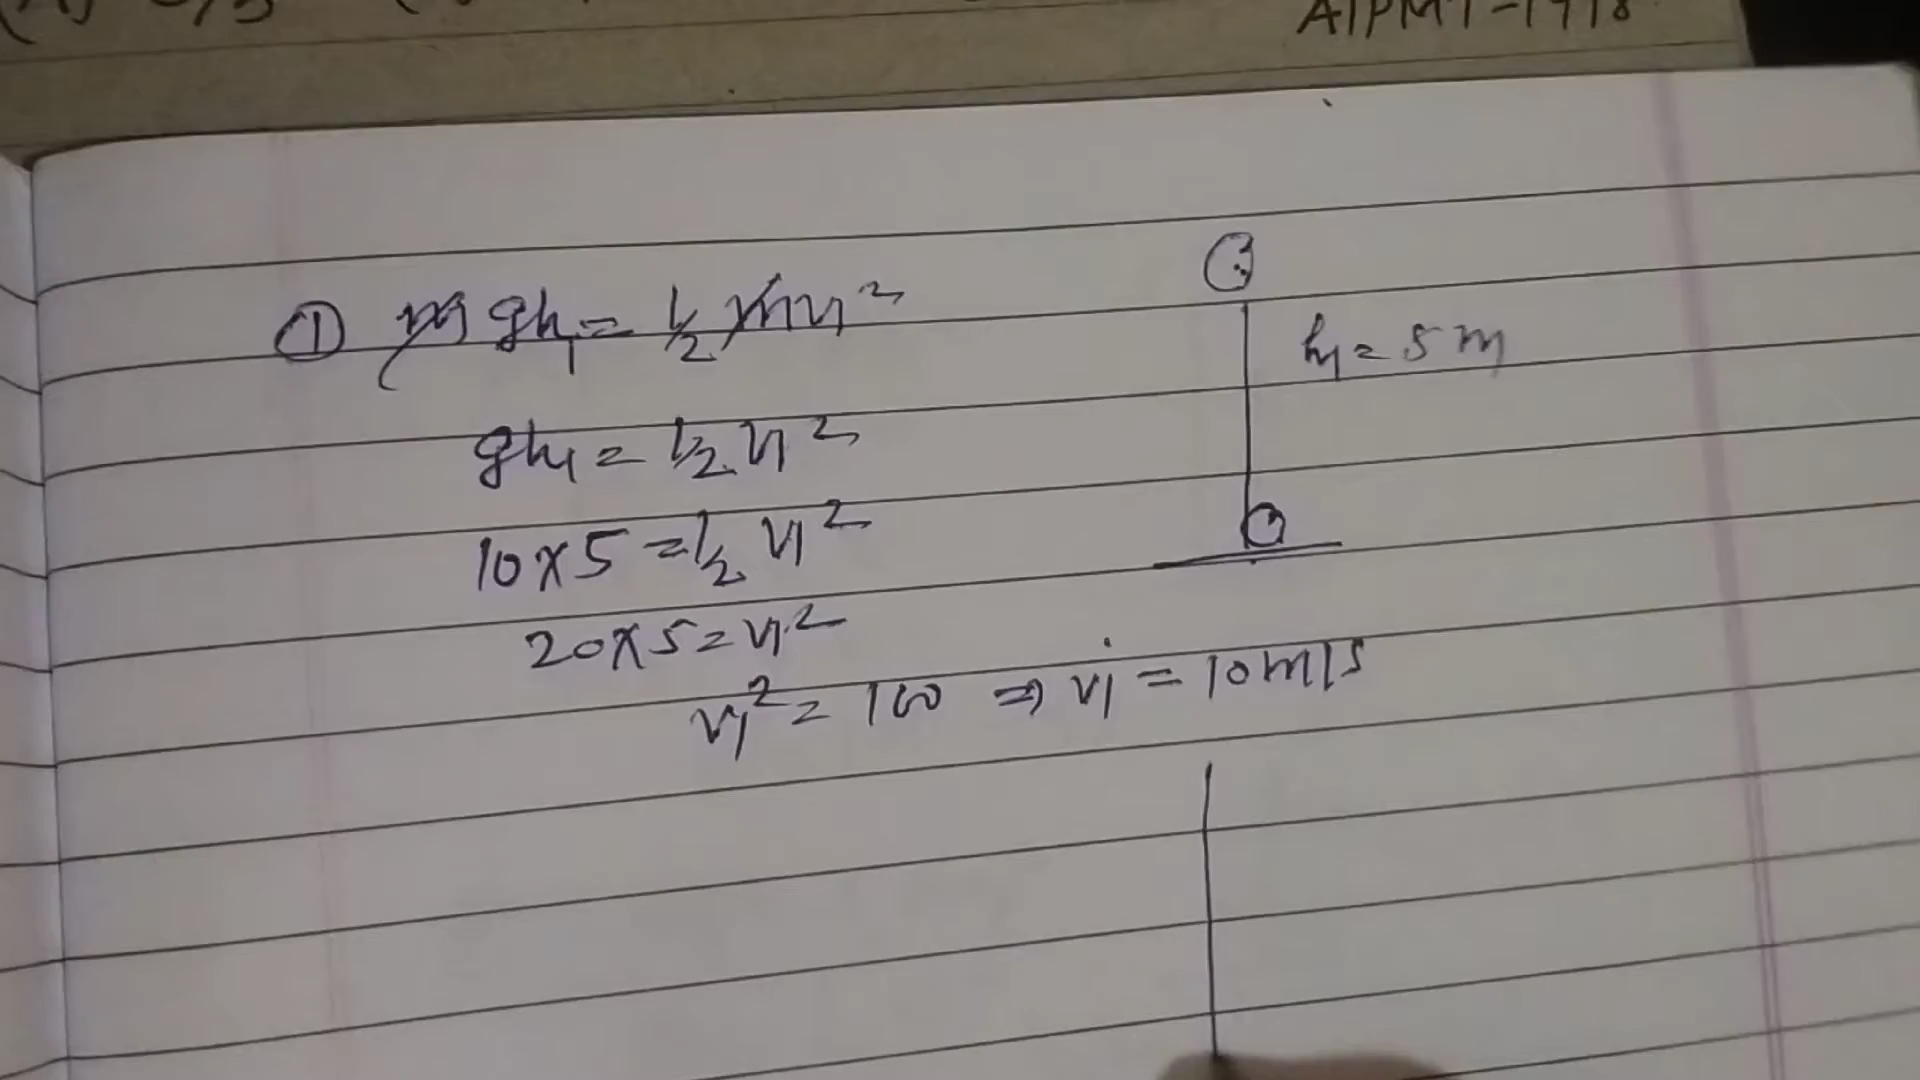 AIPMT-1998
① mgh₁ = 1/2 mv₁²
h₁ = 5 m
gh₁ = 1/2 v₁²
10 x 5 = 1/2 v₁²
20 x 5 = v₁²
v₁² = 100 ⇒ v₁ = 10 m/s